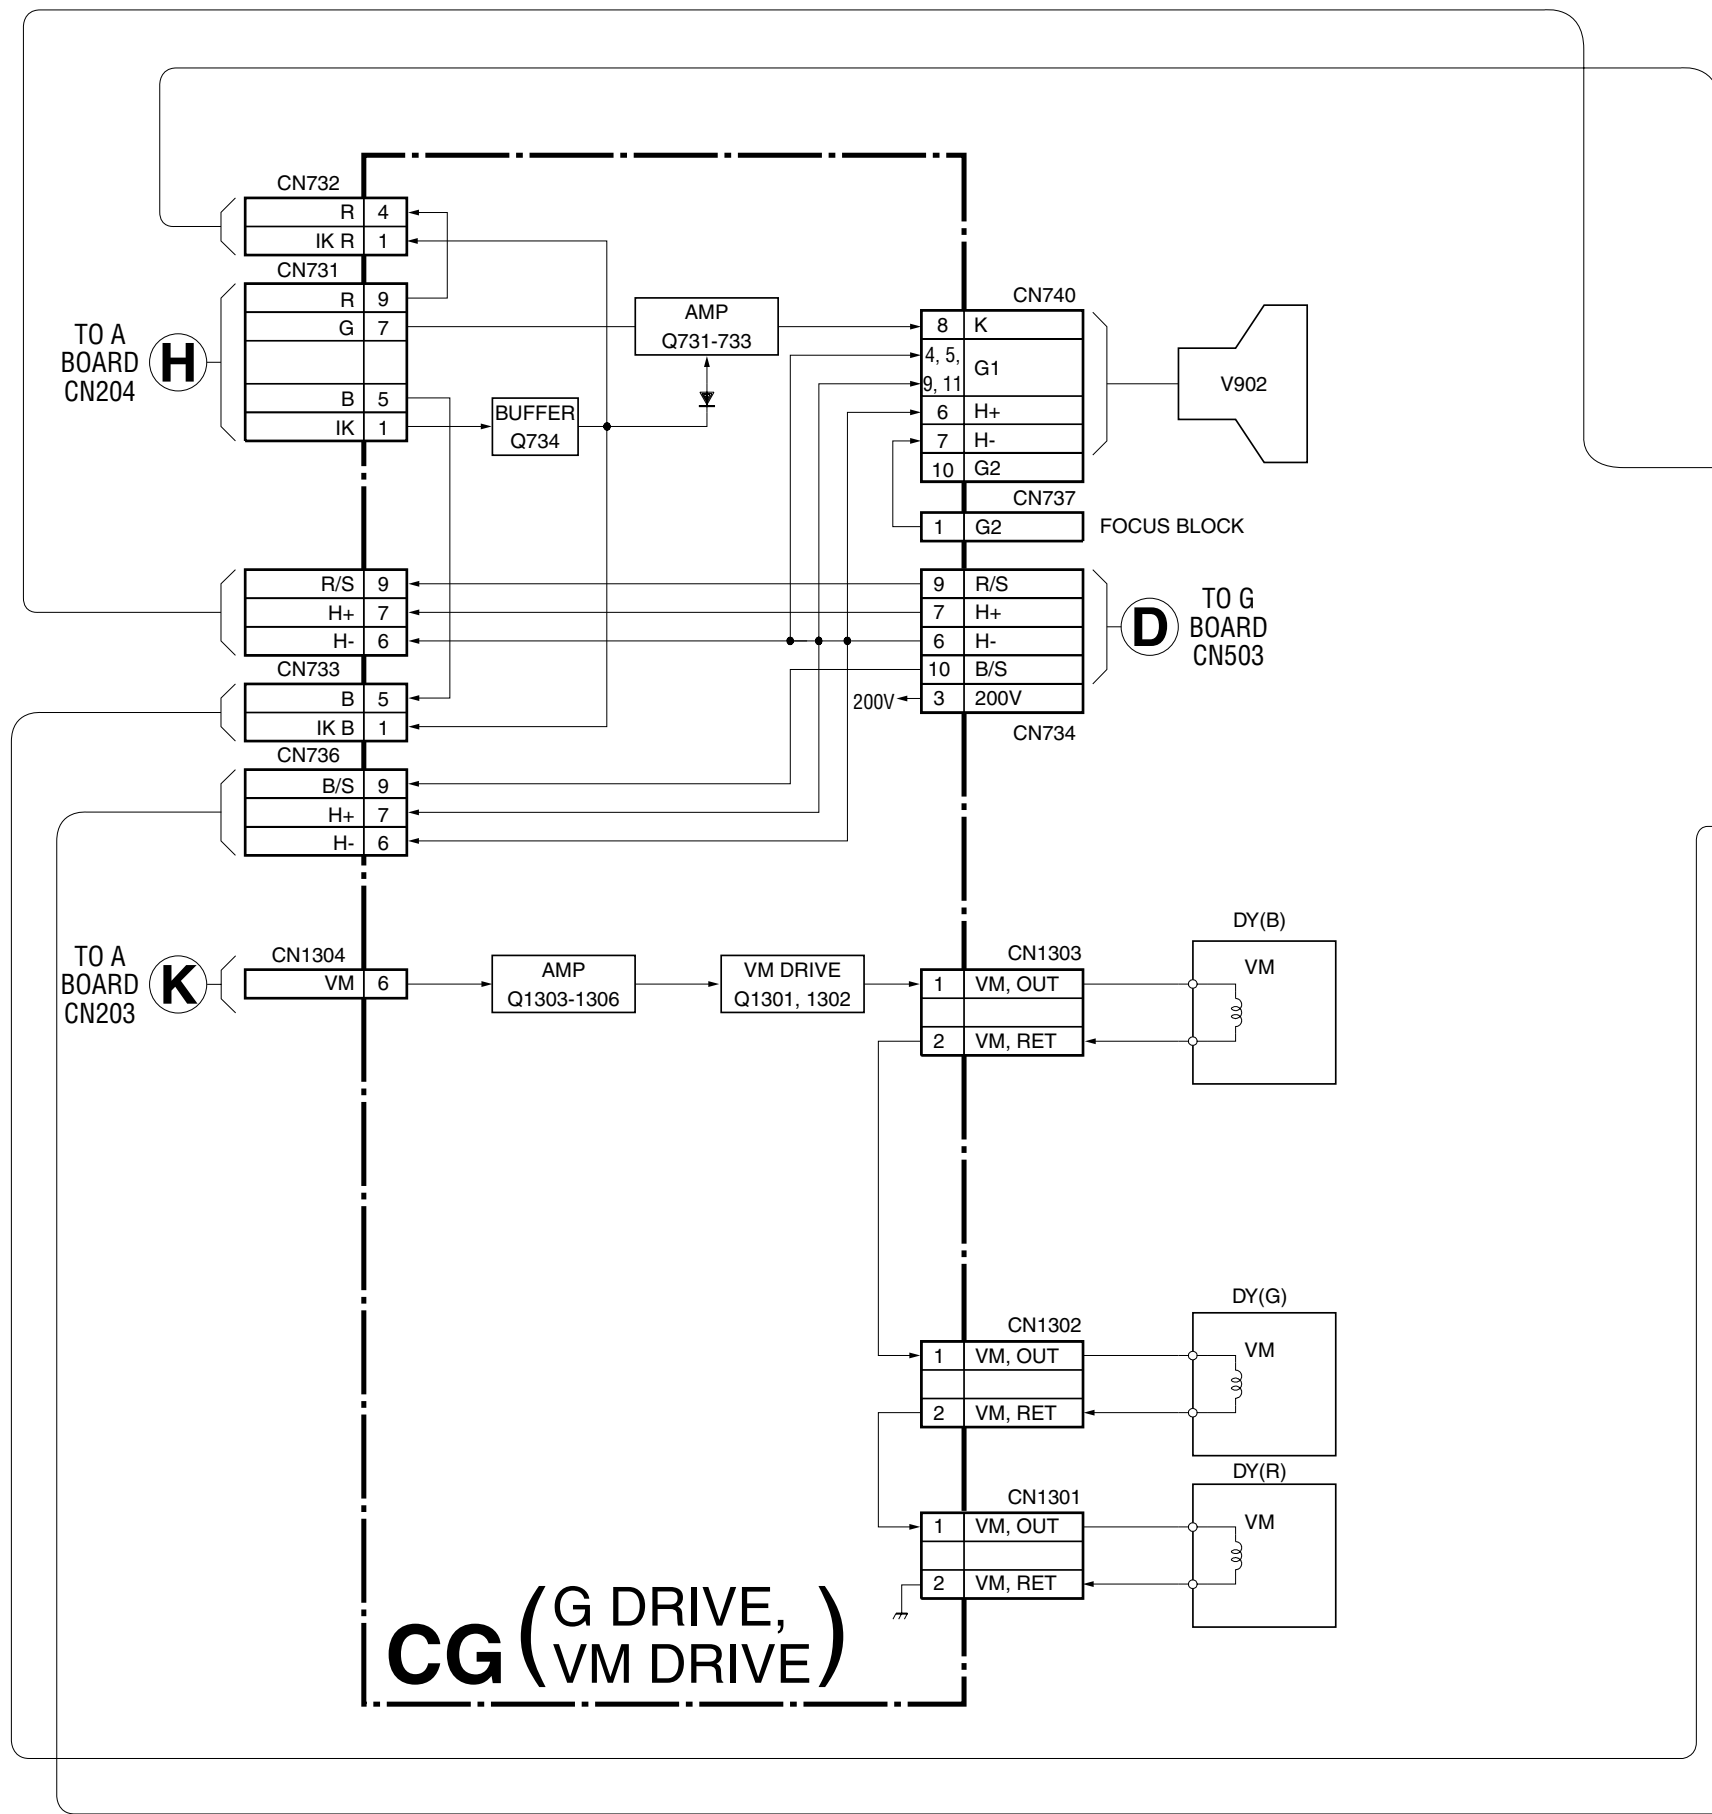 CN732
R 4
IK R 1
CN731
R 9
G 7
B 5
IK 1
TO A
BOARD
CN204
H
AMP
Q731-733
BUFFER
Q734
CN740
8 K
4, 5,
9, 11
G1
6 H+
7 H-
10 G2
V902
CN737
1 G2
FOCUS BLOCK
R/S 9
H+ 7
H- 6
9 R/S
7 H+
6 H-
10 B/S
200V
3 200V
CN734
D
TO G
BOARD
CN503
CN733
B 5
IK B 1
CN736
B/S 9
H+ 7
H- 6
TO A
BOARD
CN203
K
CN1304
VM 6
AMP
Q1303-1306
VM DRIVE
Q1301, 1302
CN1303
1 VM, OUT
2 VM, RET
DY(B)
VM
CN1302
1 VM, OUT
2 VM, RET
DY(G)
VM
CN1301
1 VM, OUT
2 VM, RET
DY(R)
VM
CG (G DRIVE,
VM DRIVE)